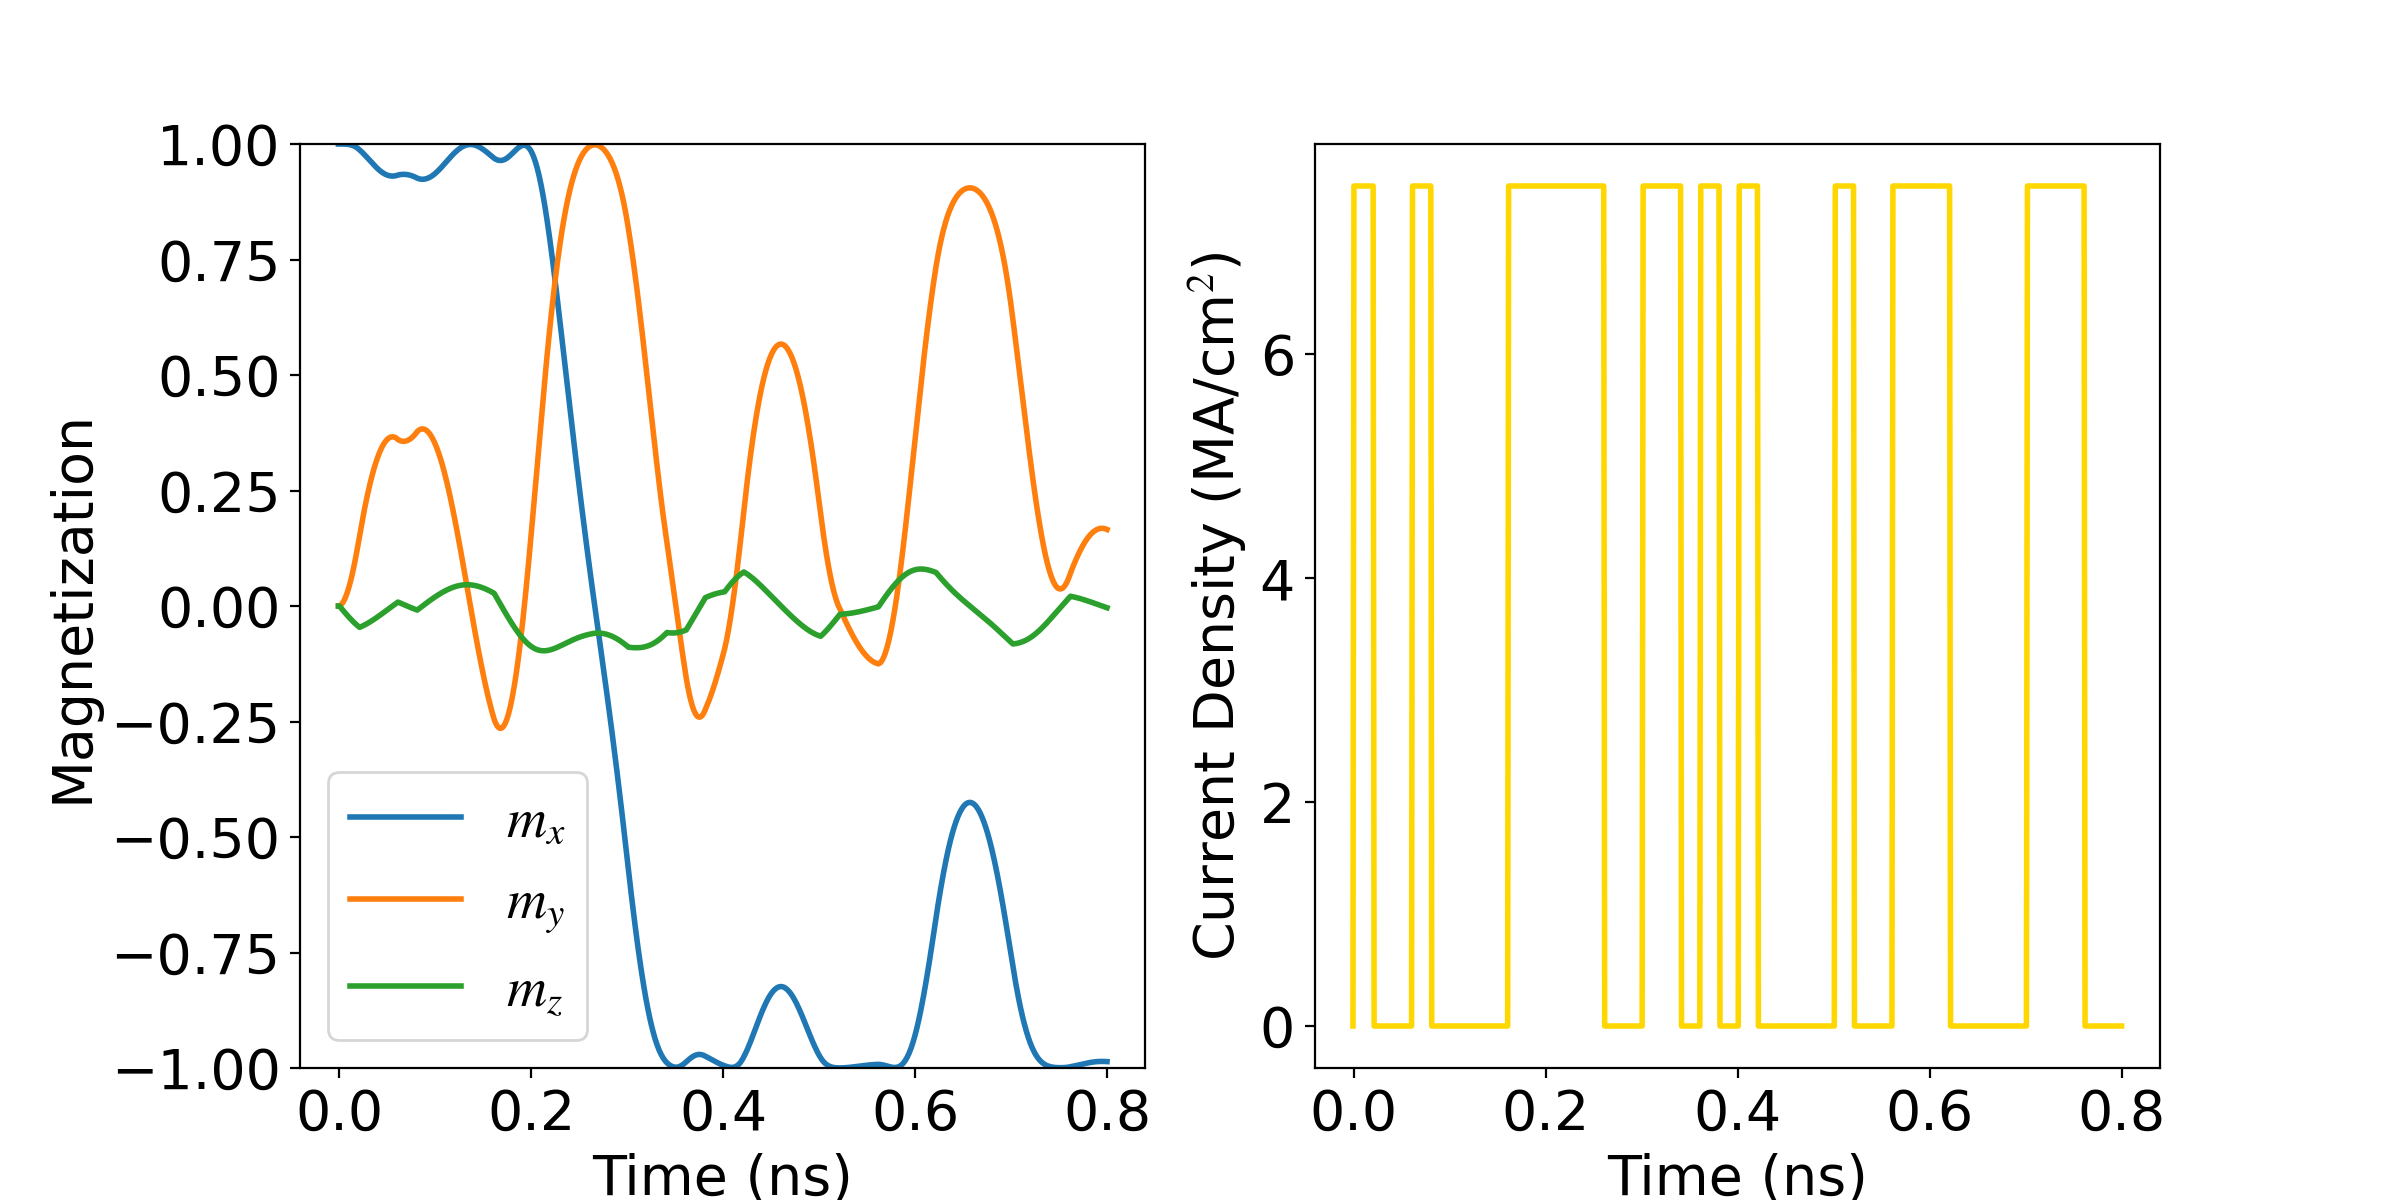 1.00
0.75
0.50
0.25
0.00
−0.25
−0.50
−0.75
−1.00
Magnetization
m_x
m_y
m_z
0.0 0.2 0.4 0.6 0.8
Time (ns)
6
4
2
0
Current Density (MA/cm²)
0.0 0.2 0.4 0.6 0.8
Time (ns)